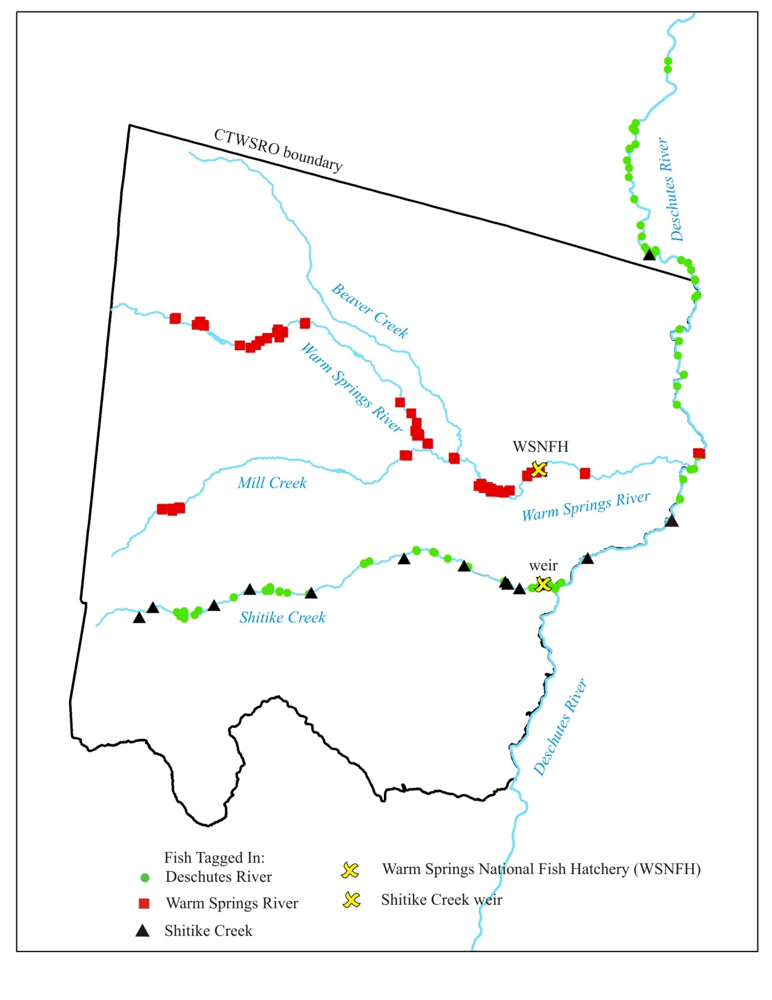 CTWSRO boundary
Deschutes River
Beaver Creek
Warm Springs River
WSNFH
Mill Creek
Warm Springs River
weir
Shitike Creek
Deschutes River
Fish Tagged In:
Deschutes River
Warm Springs River
Shitike Creek
Warm Springs National Fish Hatchery (WSNFH)
Shitike Creek weir